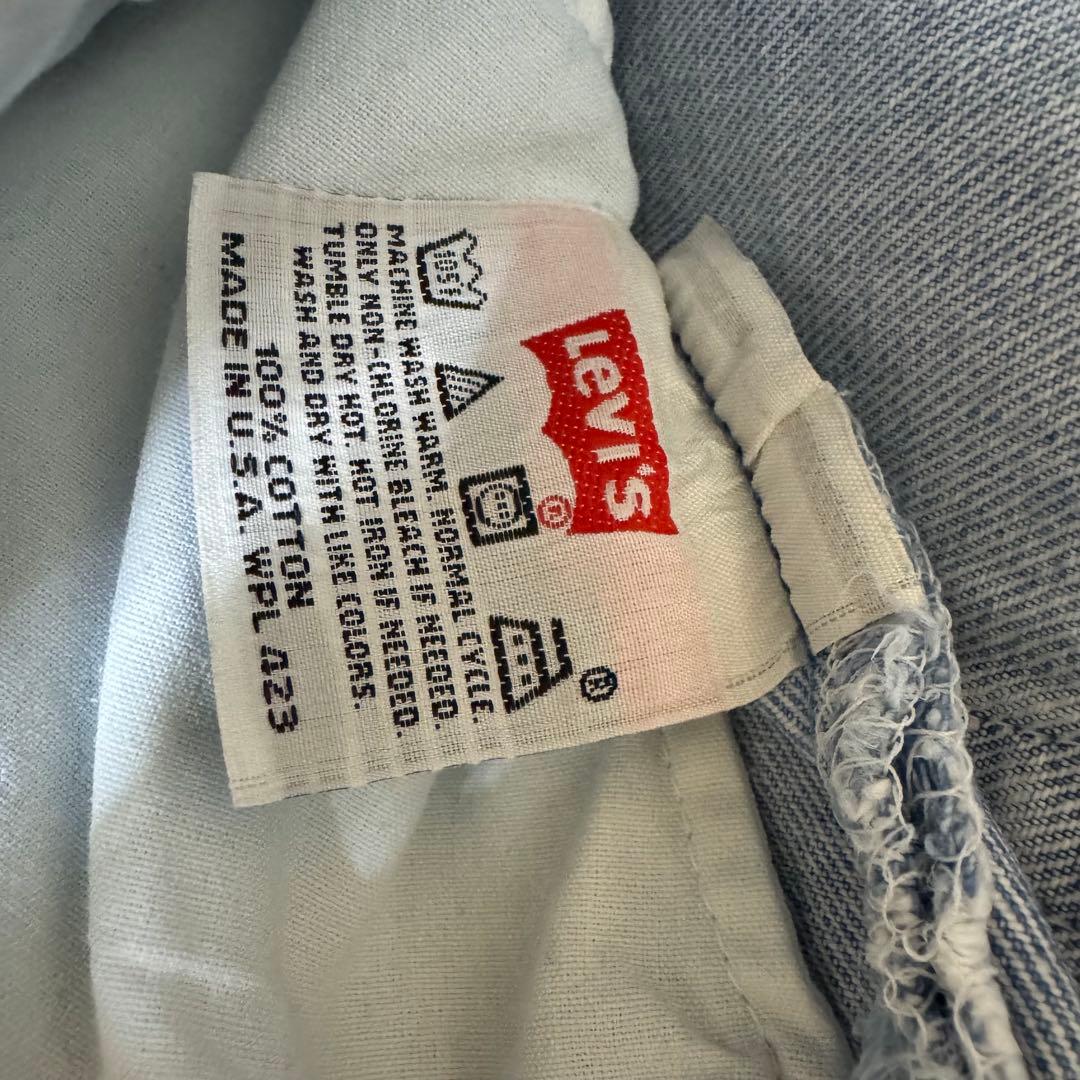 Levi's ®
®
MACHINE WASH WARM. NORMAL CYCLE.
ONLY NON-CHLORINE BLEACH IF NEEDED.
TUMBLE DRY HOT. HOT IRON IF NEEDED.
WASH AND DRY WITH LIKE COLORS.
100% COTTON
MADE IN U.S.A. WPL 423